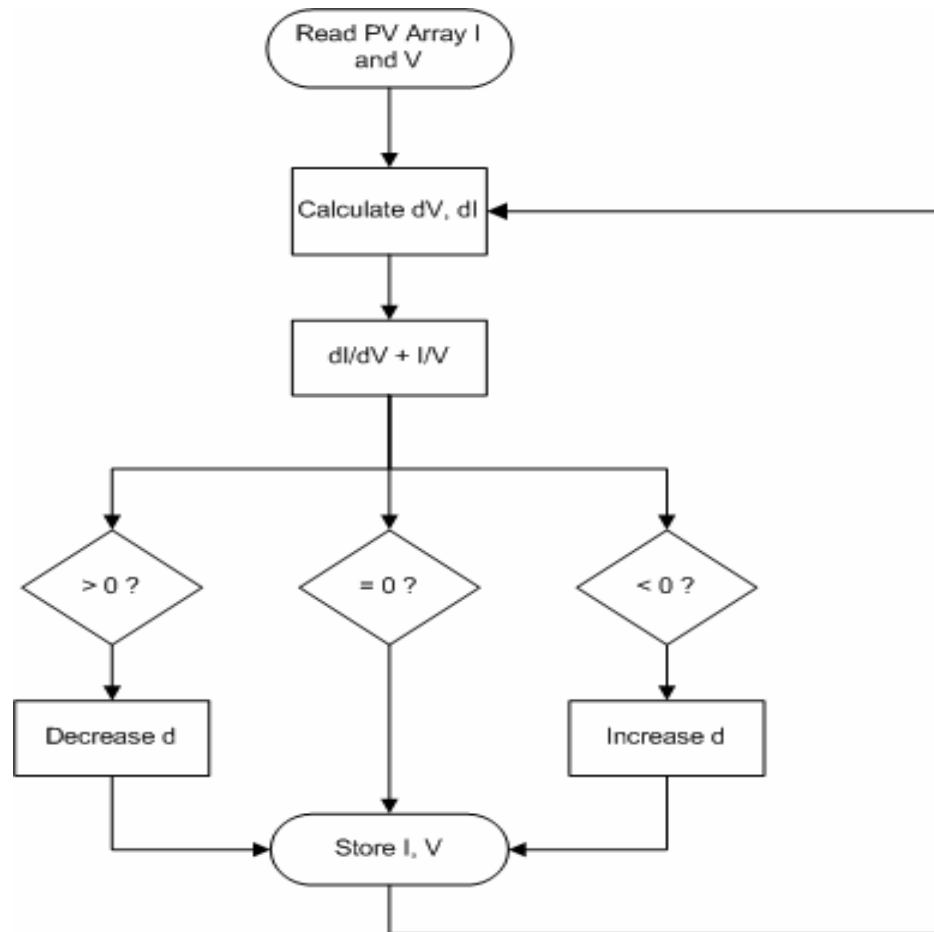 Read PV Array I
and V
Calculate dV, dI
dI/dV + I/V
> 0 ?
= 0 ?
< 0 ?
Decrease d
Increase d
Store I, V